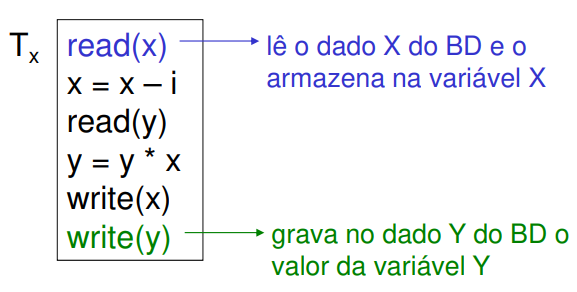 Tx
read(x)
lê o dado X do BD e o
armazena na variável X
x = x – i
read(y)
y = y * x
write(x)
write(y)
grava no dado Y do BD o
valor da variável Y